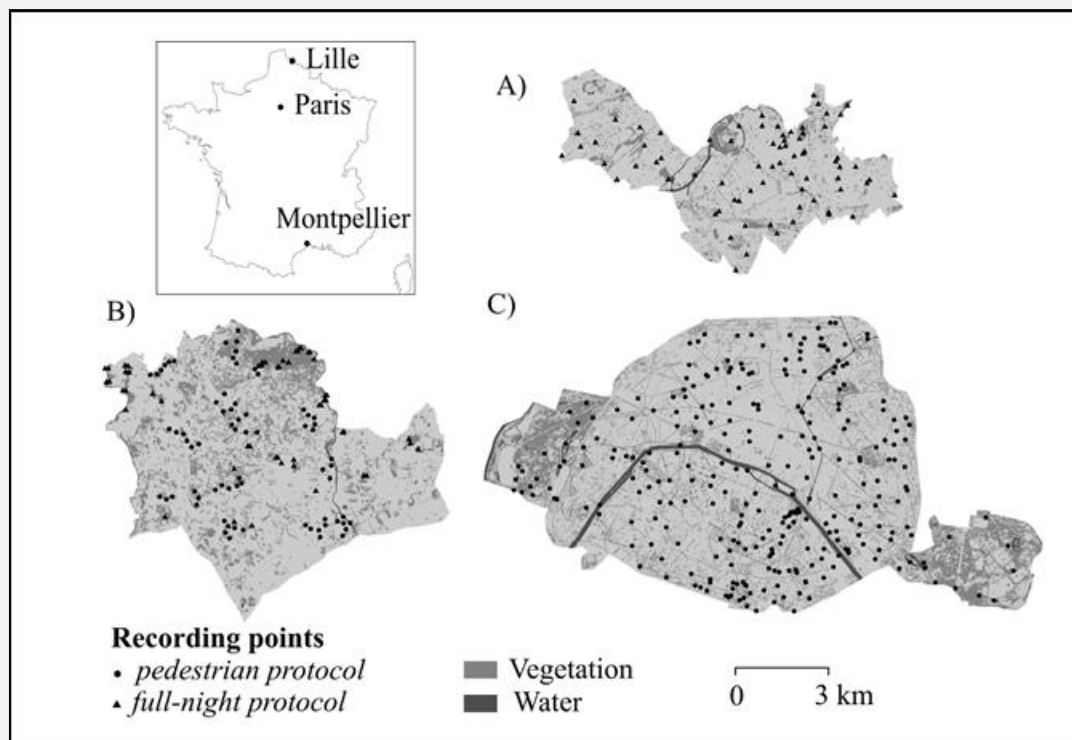 Lille
Paris
Montpellier
A)
B)
C)
Recording points
pedestrian protocol
full-night protocol
Vegetation
Water
0 3 km